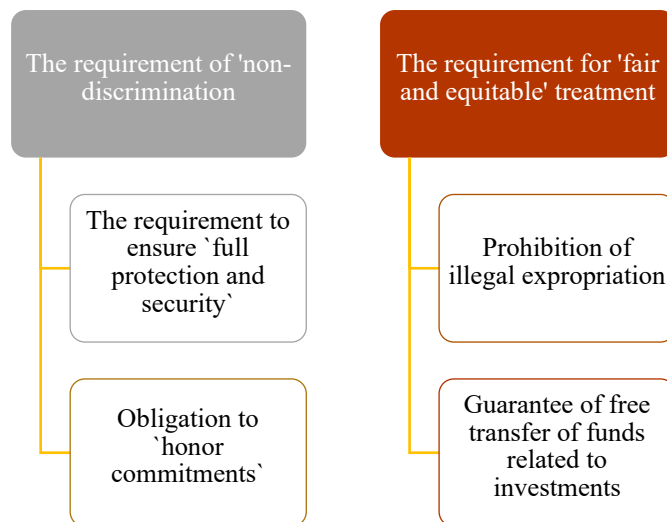 The requirement of 'non-
discrimination
The requirement to
ensure `full
protection and
security`
Obligation to
`honor
commitments`
The requirement for 'fair
and equitable' treatment
Prohibition of
illegal expropriation
Guarantee of free
transfer of funds
related to
investments